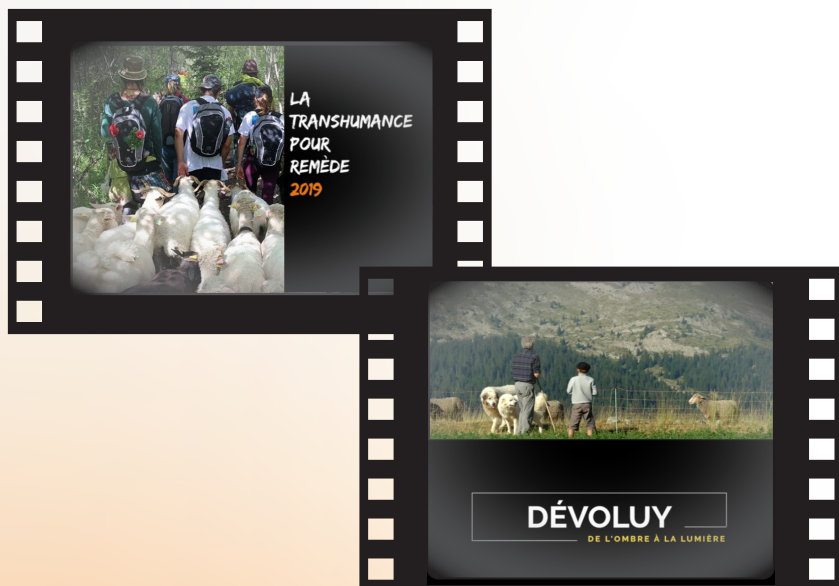 LA
TRANSHUMANCE
POUR
REMÈDE
2019
DÉVOLUY
DE L'OMBRE À LA LUMIÈRE